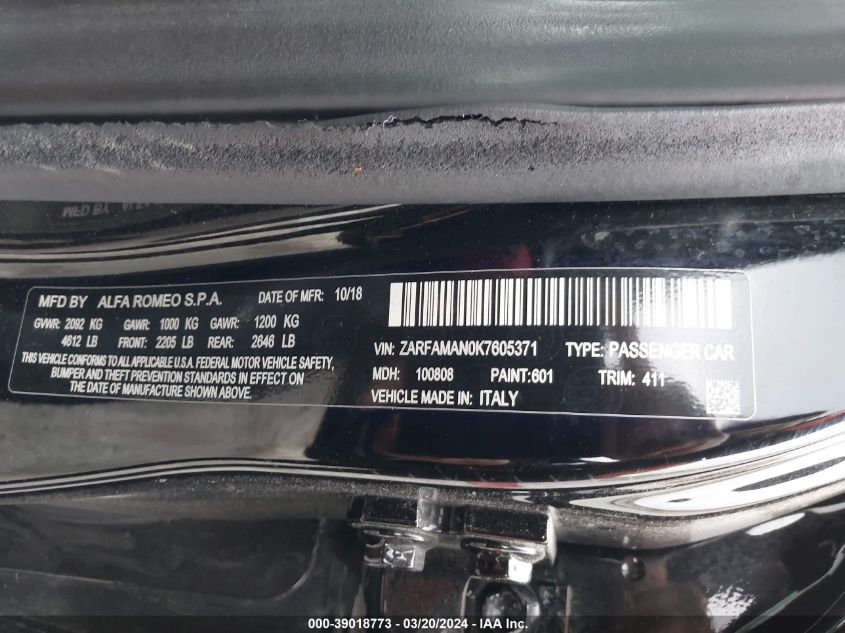 MFD BY ALFA ROMEO S.P.A. DATE OF MFR: 10/18
GVWR: 2092 KG GAWR: 1000 KG GAWR: 1200 KG
4612 LB FRONT: 2205 LB REAR: 2646 LB
THIS VEHICLE CONFORMS TO ALL APPLICABLE U.S.A. FEDERAL MOTOR VEHICLE SAFETY,
BUMPER AND THEFT PREVENTION STANDARDS IN EFFECT ON
THE DATE OF MANUFACTURE SHOWN ABOVE.
VIN: ZARFAMAN0K7605371 TYPE: PASSENGER CAR
MDH: 100808 PAINT:601 TRIM: 411
VEHICLE MADE IN: ITALY
000-39018773 - 03/20/2024 - IAA Inc.